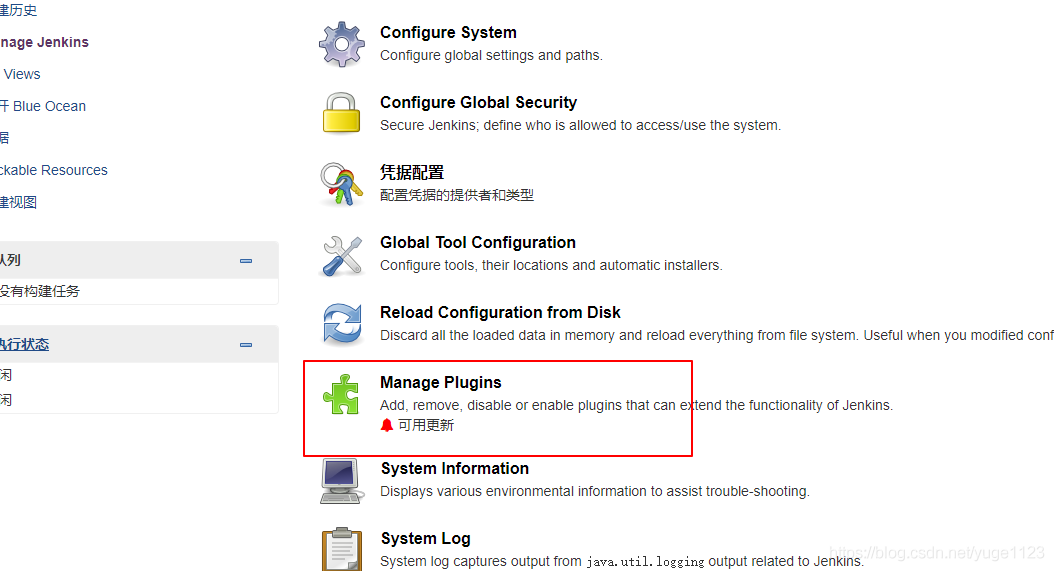 建历史
nage Jenkins
Views
开 Blue Ocean
据
ckable Resources
建视图
队列
没有构建任务
执行状态
闲
闲
Configure System
Configure global settings and paths.
Configure Global Security
Secure Jenkins; define who is allowed to access/use the system.
凭据配置
配置凭据的提供者和类型
Global Tool Configuration
Configure tools, their locations and automatic installers.
Reload Configuration from Disk
Discard all the loaded data in memory and reload everything from file system. Useful when you modified conf
Manage Plugins
Add, remove, disable or enable plugins that can extend the functionality of Jenkins.
可用更新
System Information
Displays various environmental information to assist trouble-shooting.
System Log
System log captures output from java.util.logging output related to Jenkins.
https://blog.csdn.net/yuge1123